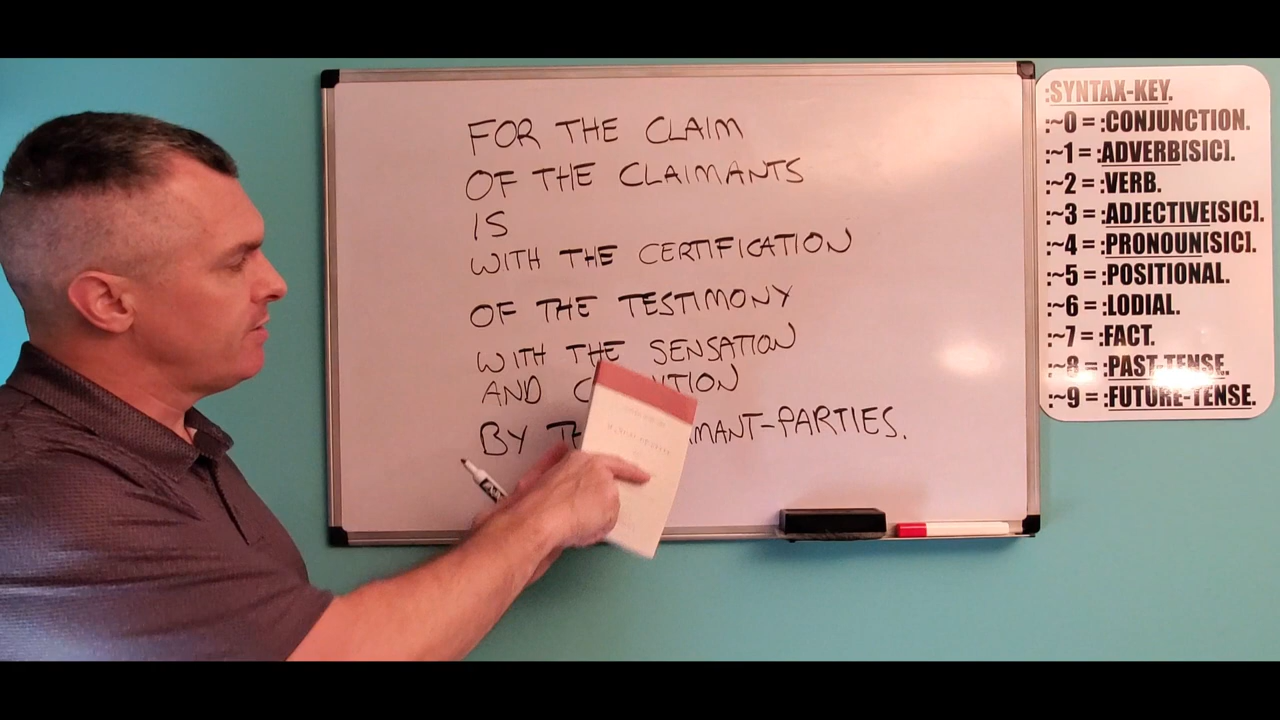 FOR THE CLAIM
OF THE CLAIMANTS
IS
WITH THE CERTIFICATION
OF THE TESTIMONY
WITH THE SENSATION
AND
BY
:SYNTAX-KEY.
:~0 = :CONJUNCTION.
:~1 = :ADVERB[SIC].
:~2 = :VERB.
:~3 = :ADJECTIVE[SIC].
:~4 = :PRONOUN[SIC].
:~5 = :POSITIONAL.
:~6 = :LODIAL.
:~7 = :FACT.
:~8 = :PAST-TENSE.
:~9 = :FUTURE-TENSE.